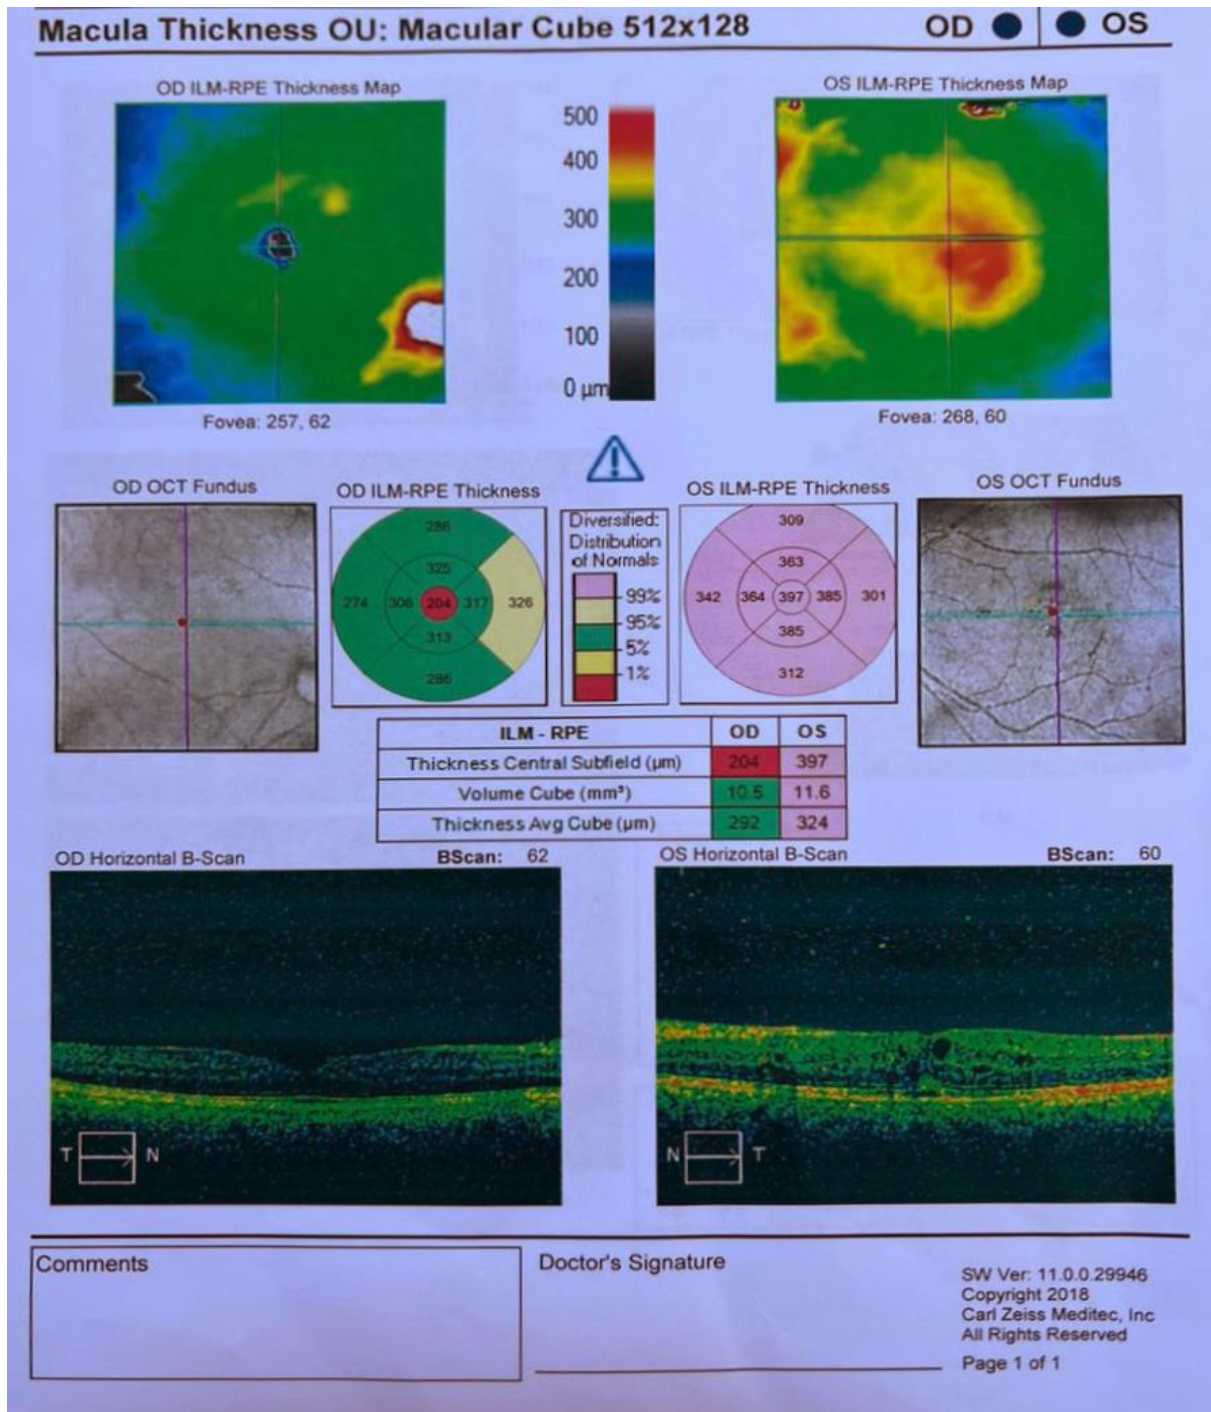 Macula Thickness OU: Macular Cube 512x128 OD OS
OD ILM-RPE Thickness Map
OS ILM-RPE Thickness Map
500
400
300
200
100
0 µm
Fovea: 257, 62
Fovea: 268, 60
OD OCT Fundus
OD ILM-RPE Thickness
OS ILM-RPE Thickness
OS OCT Fundus
286
325
274 306 204 317 326
313
286
Diversified:
Distribution
of Normals
99%
95%
5%
1%
309
363
342 364 397 385 301
385
312
ILM - RPE OD OS
Thickness Central Subfield (µm) 204 397
Volume Cube (mm³) 10.5 11.6
Thickness Avg Cube (µm) 292 324
OD Horizontal B-Scan BScan: 62
OS Horizontal B-Scan BScan: 60
T N
N T
Comments
Doctor's Signature
SW Ver: 11.0.0.29946
Copyright 2018
Carl Zeiss Meditec, Inc
All Rights Reserved
Page 1 of 1